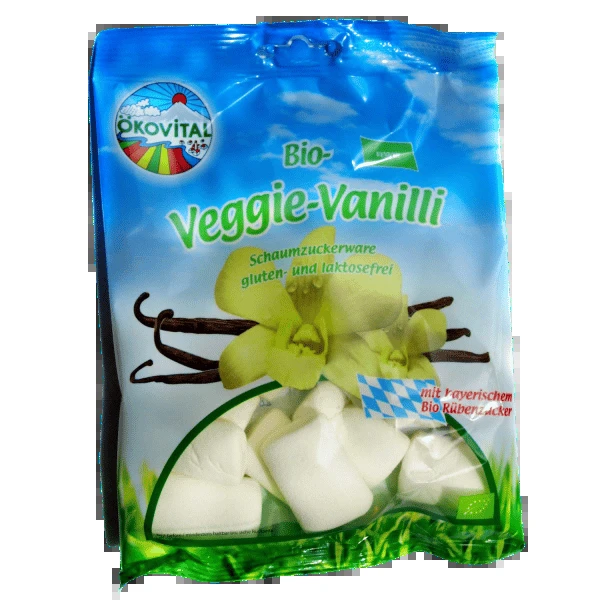 ÖKOVITAL
Bio-
Veggie-Vanilli
Schaumzuckerware
gluten- und laktosefrei
mit bayerischem
Bio Rübenzucker